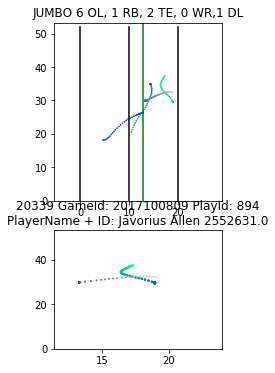 JUMBO 6 OL, 1 RB, 2 TE, 0 WR,1 DL
50
40
30
20
10
0
0 10 20
20339 GameId: 2017100809 PlayId: 894
PlayerName + ID: Javorius Allen 2552631.0
40
20
0
15 20